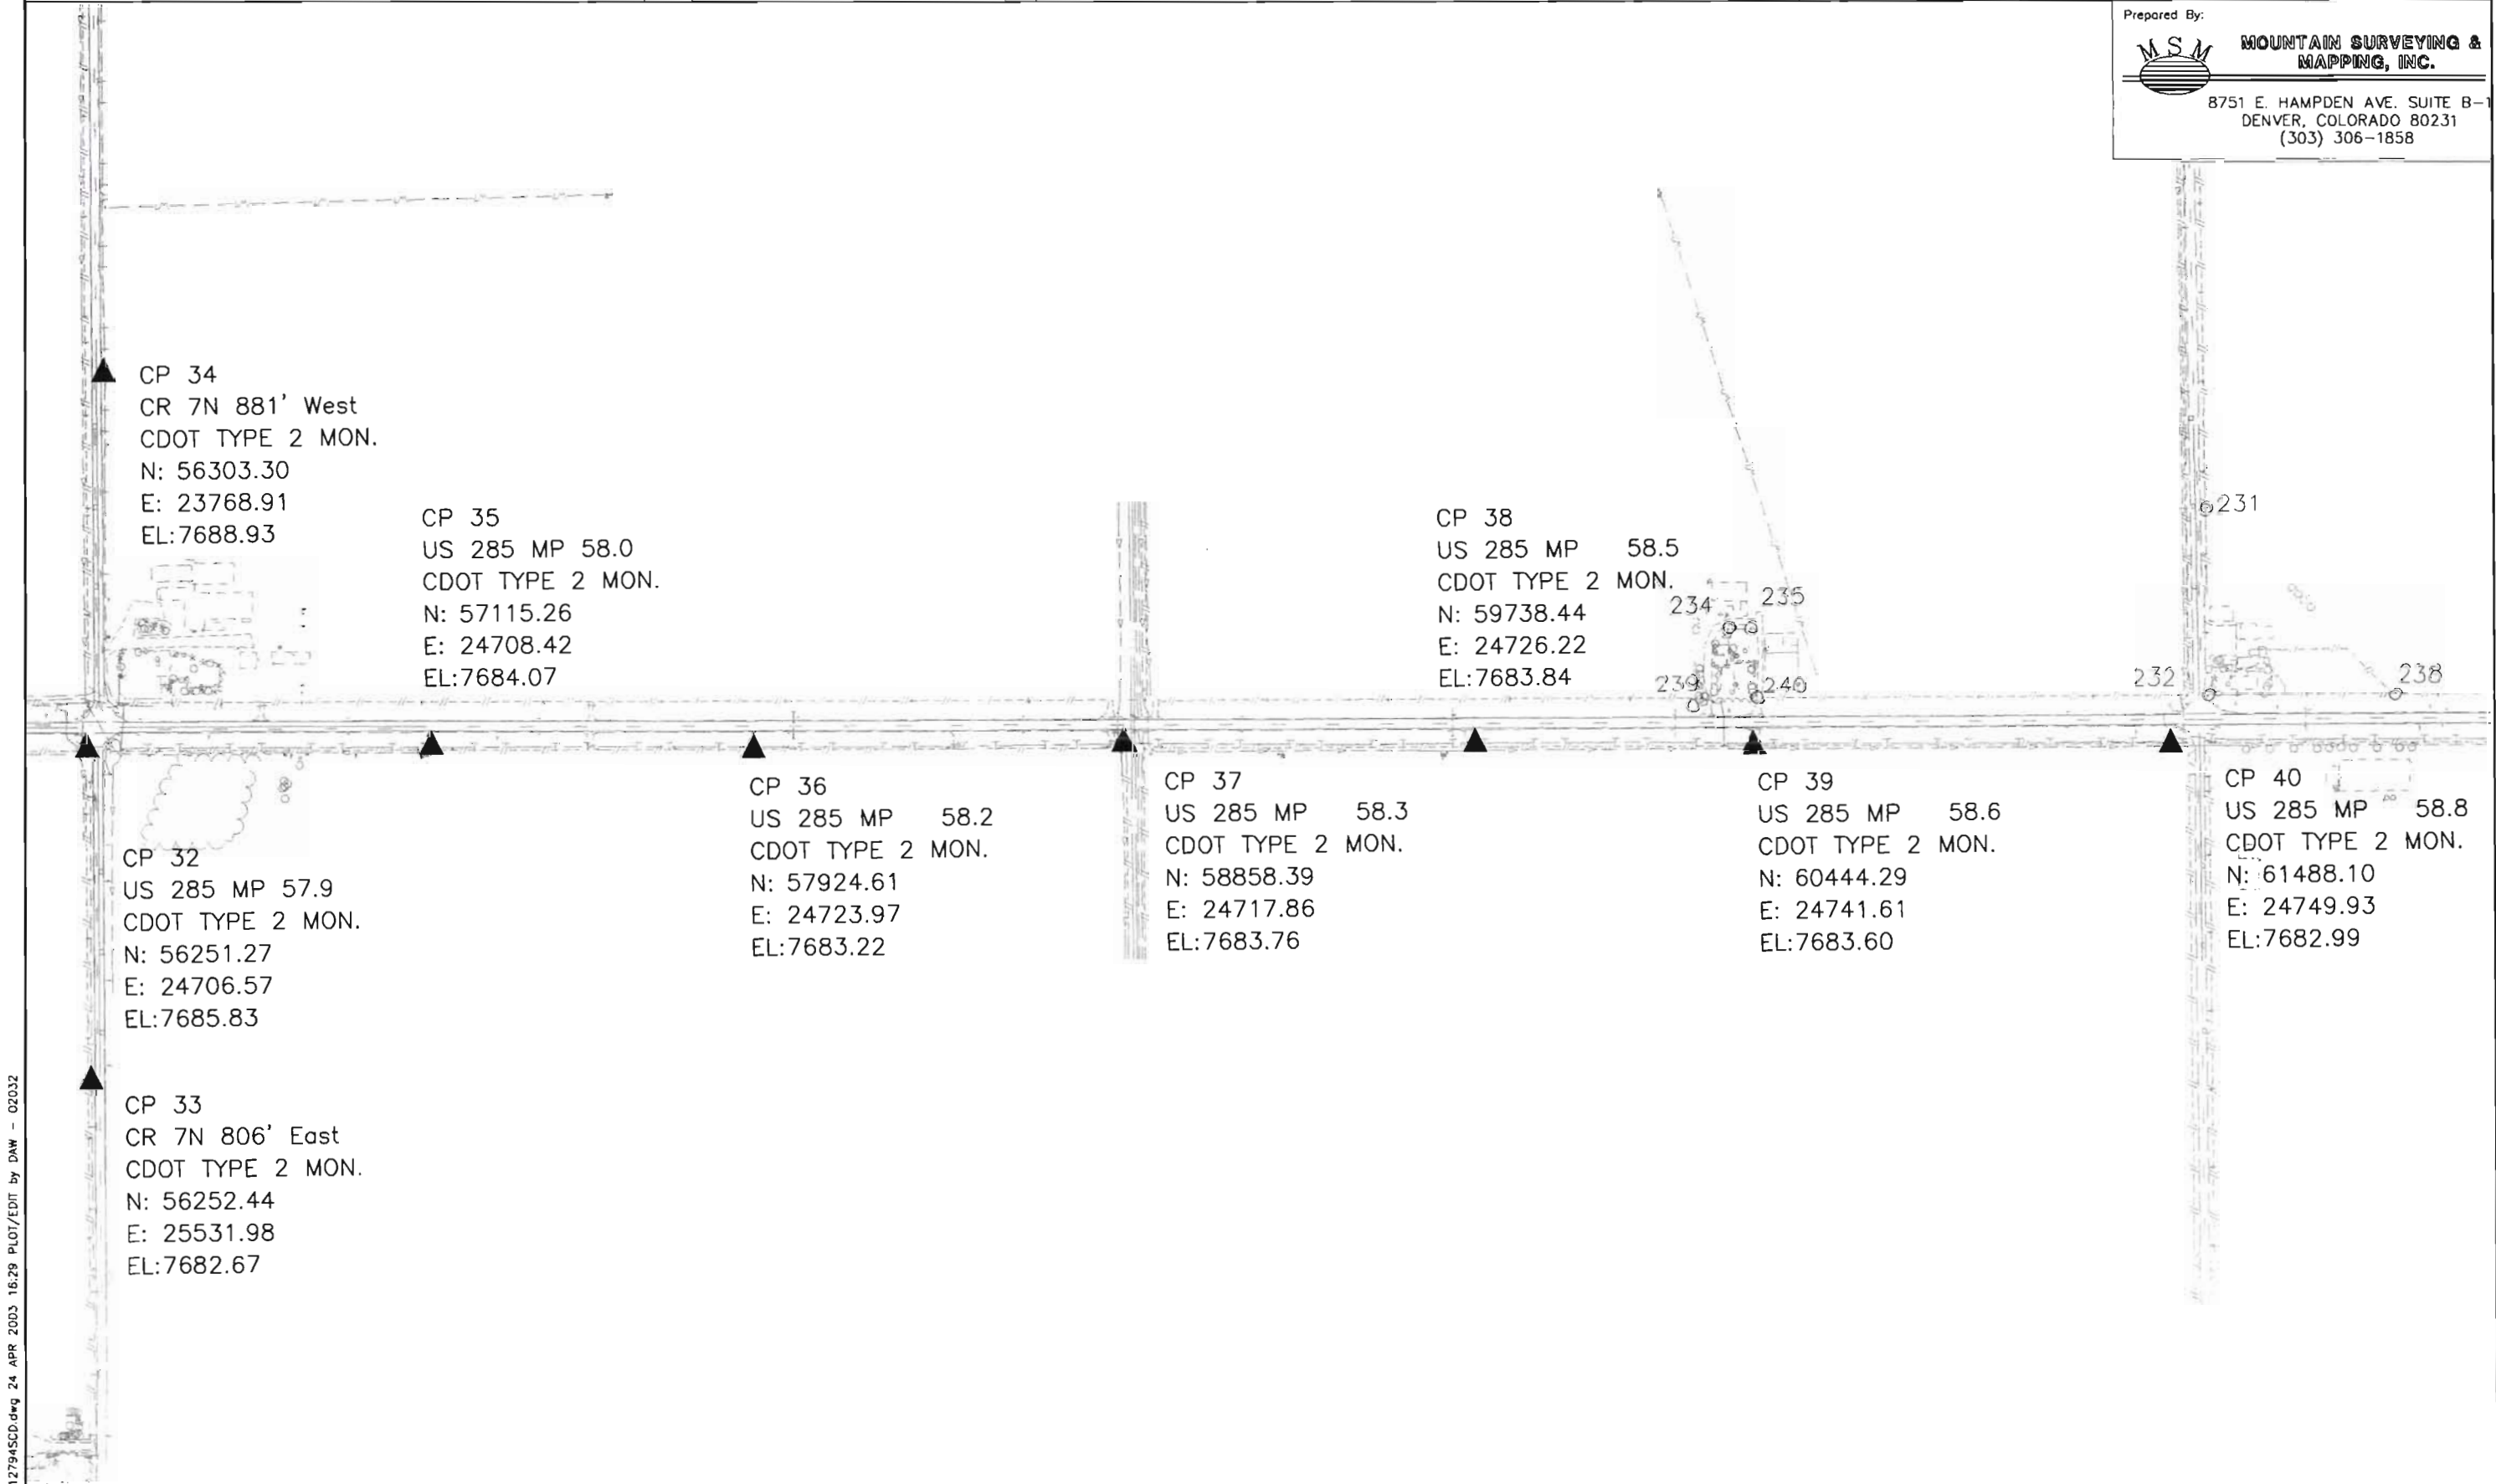 Prepared By:
MSM
MOUNTAIN SURVEYING &
MAPPING, INC.
8751 E. HAMPDEN AVE. SUITE B-1
DENVER, COLORADO 80231
(303) 306-1858
CP 34
CR 7N 881' West
CDOT TYPE 2 MON.
N: 56303.30
E: 23768.91
EL:7688.93
CP 35
US 285 MP 58.0
CDOT TYPE 2 MON.
N: 57115.26
E: 24708.42
EL:7684.07
CP 38
US 285 MP 58.5
CDOT TYPE 2 MON.
N: 59738.44
E: 24726.22
EL:7683.84
234
235
239
240
231
232
238
CP 32
US 285 MP 57.9
CDOT TYPE 2 MON.
N: 56251.27
E: 24706.57
EL:7685.83
CP 36
US 285 MP 58.2
CDOT TYPE 2 MON.
N: 57924.61
E: 24723.97
EL:7683.22
CP 37
US 285 MP 58.3
CDOT TYPE 2 MON.
N: 58858.39
E: 24717.86
EL:7683.76
CP 39
US 285 MP 58.6
CDOT TYPE 2 MON.
N: 60444.29
E: 24741.61
EL:7683.60
CP 40
US 285 MP 58.8
CDOT TYPE 2 MON.
N: 61488.10
E: 24749.93
EL:7682.99
CP 33
CR 7N 806' East
CDOT TYPE 2 MON.
N: 56252.44
E: 25531.98
EL:7682.67
12794SCD.dwg 24 APR 2003 16:29 PLOT/EDIT by DAW - 02032